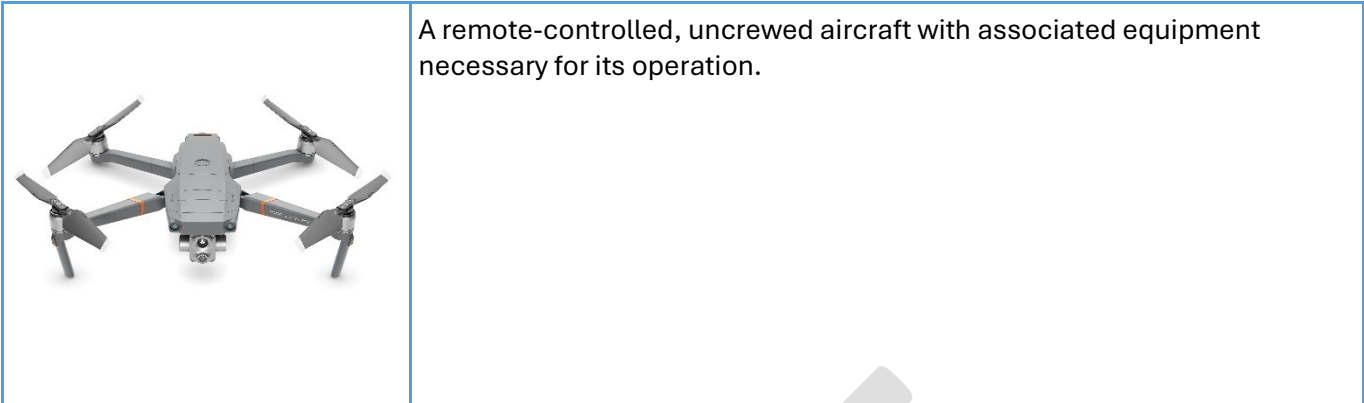 A remote-controlled, uncrewed aircraft with associated equipment
necessary for its operation.